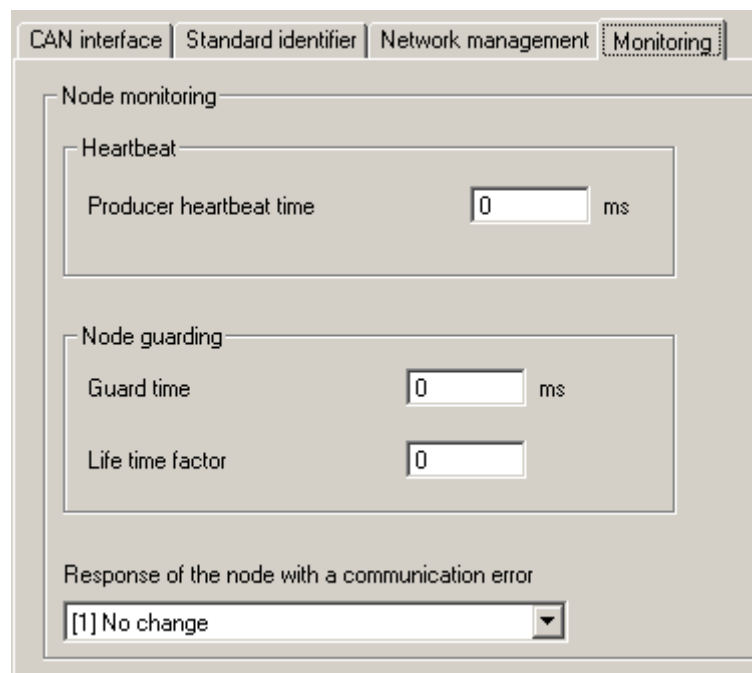 CAN interface Standard identifier Network management Monitoring
Node monitoring
Heartbeat
Producer heartbeat time 0 ms
Node guarding
Guard time 0 ms
Life time factor 0
Response of the node with a communication error
[1] No change